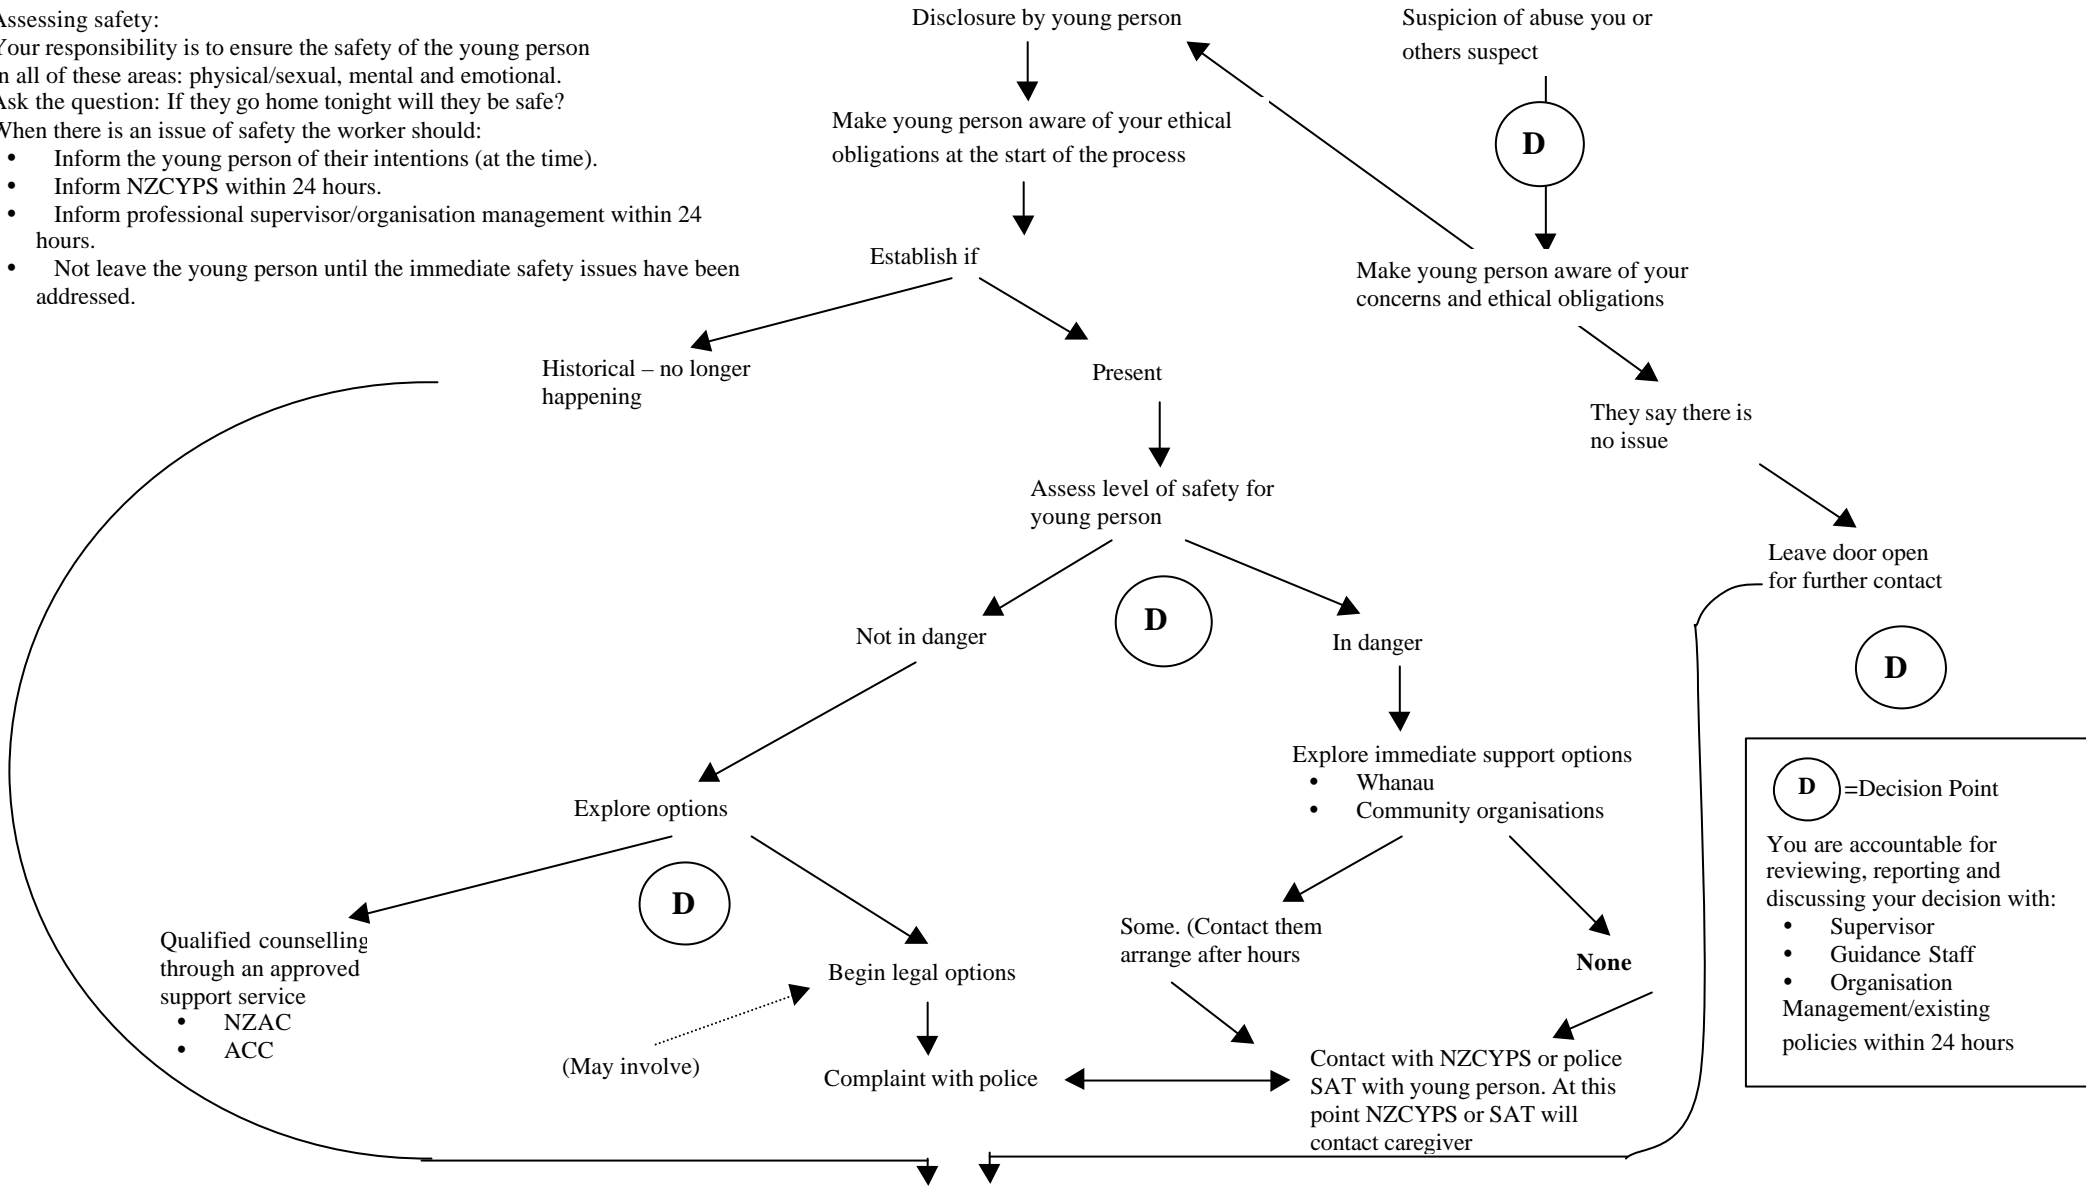 Assessing safety:
Your responsibility is to ensure the safety of the young person
in all of these areas: physical/sexual, mental and emotional.
Ask the question: If they go home tonight will they be safe?
When there is an issue of safety the worker should:
• Inform the young person of their intentions (at the time).
• Inform NZCYPS within 24 hours.
• Inform professional supervisor/organisation management within 24
hours.
• Not leave the young person until the immediate safety issues have been
addressed.
Disclosure by young person
Suspicion of abuse you or
others suspect
D
Make young person aware of your ethical
obligations at the start of the process
Establish if
Make young person aware of your
concerns and ethical obligations
Historical – no longer
happening
Present
They say there is
no issue
Assess level of safety for
young person
Leave door open
for further contact
D
Not in danger
In danger
D
Explore immediate support options
• Whanau
• Community organisations
Explore options
D
D =Decision Point
You are accountable for
reviewing, reporting and
discussing your decision with:
• Supervisor
• Guidance Staff
• Organisation
Management/existing
policies within 24 hours
Qualified counselling
through an approved
support service
• NZAC
• ACC
Begin legal options
Some. (Contact them
arrange after hours
None
(May involve)
Complaint with police
Contact with NZCYPS or police
SAT with young person. At this
point NZCYPS or SAT will
contact caregiver